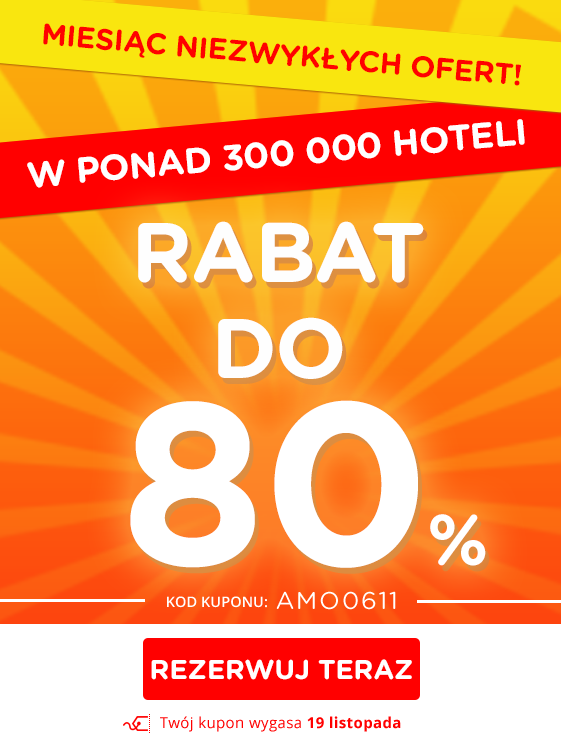 MIESIĄC NIEZWYKŁYCH OFERT!
W PONAD 300 000 HOTELI
RABAT
DO
80%
KOD KUPONU: AMO0611
REZERWUJ TERAZ
Twój kupon wygasa 19 listopada